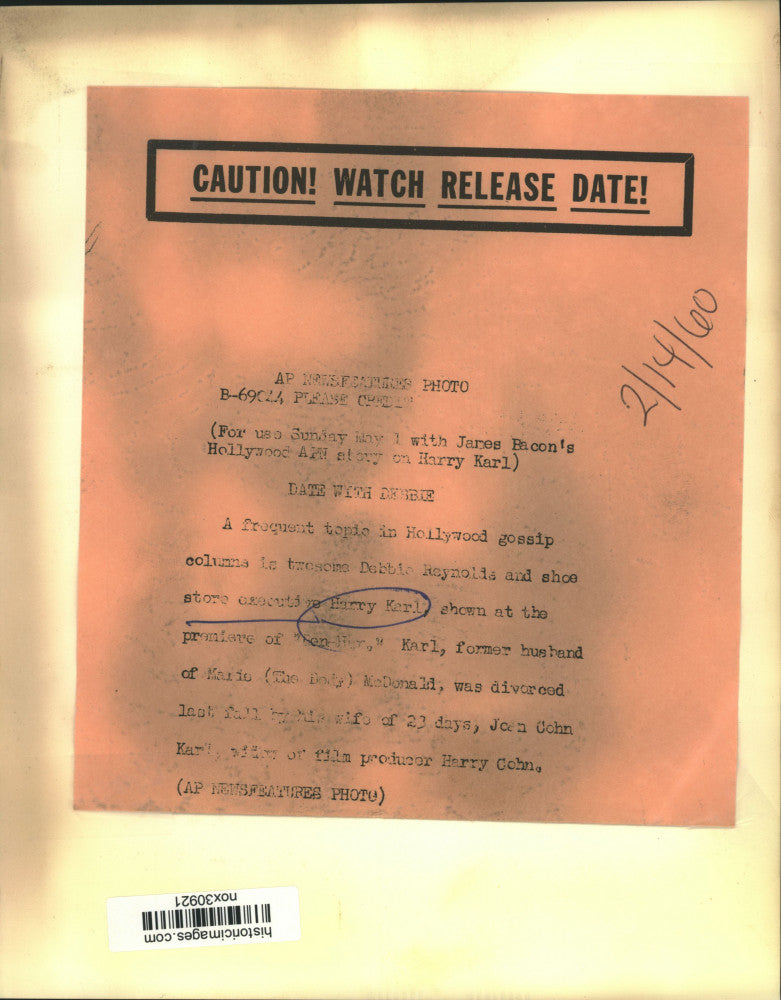 CAUTION! WATCH RELEASE DATE!
2/14/60
AP NEWSFEATURES PHOTO
PLEASE CREDIT
(For use Sunday May 1 with James Bacon's
Hollywood APN story on Harry Karl)
DATE WITH DEBBIE
A frequent topic in Hollywood gossip
columns is twosome Debbie Reynolds and shoe
store executive Harry Karl, shown at the
premiere of "Ben-Hur." Karl, former husband
of Marie (The Body) McDonald, was divorced
last fall by his wife of 23 days, Joan Cohn
Karl, widow of film producer Harry Cohn.
(AP NEWSFEATURES PHOTO)
nox30921
historicimages.com